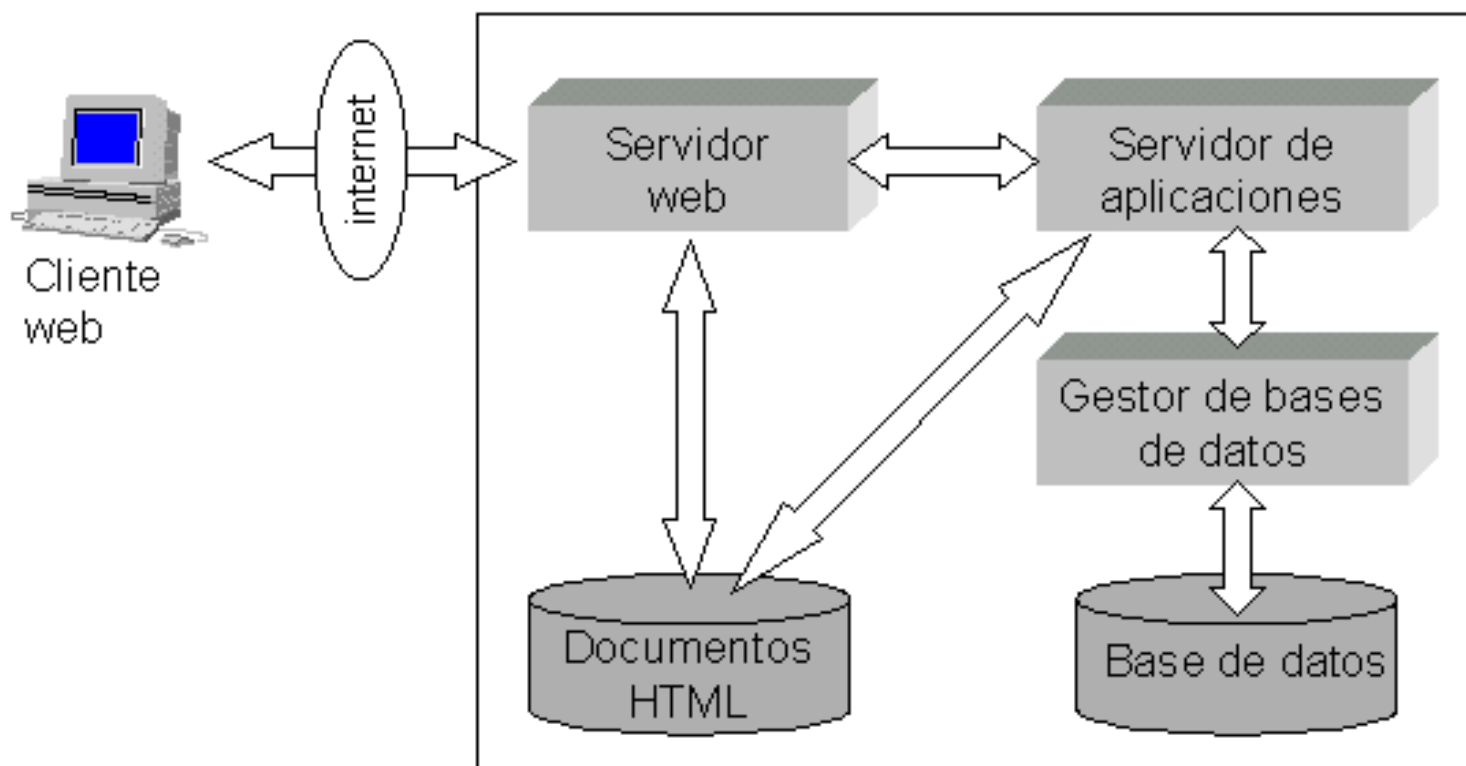 Cliente
web
internet
Servidor
web
Servidor de
aplicaciones
Gestor de bases
de datos
Documentos
HTML
Base de datos